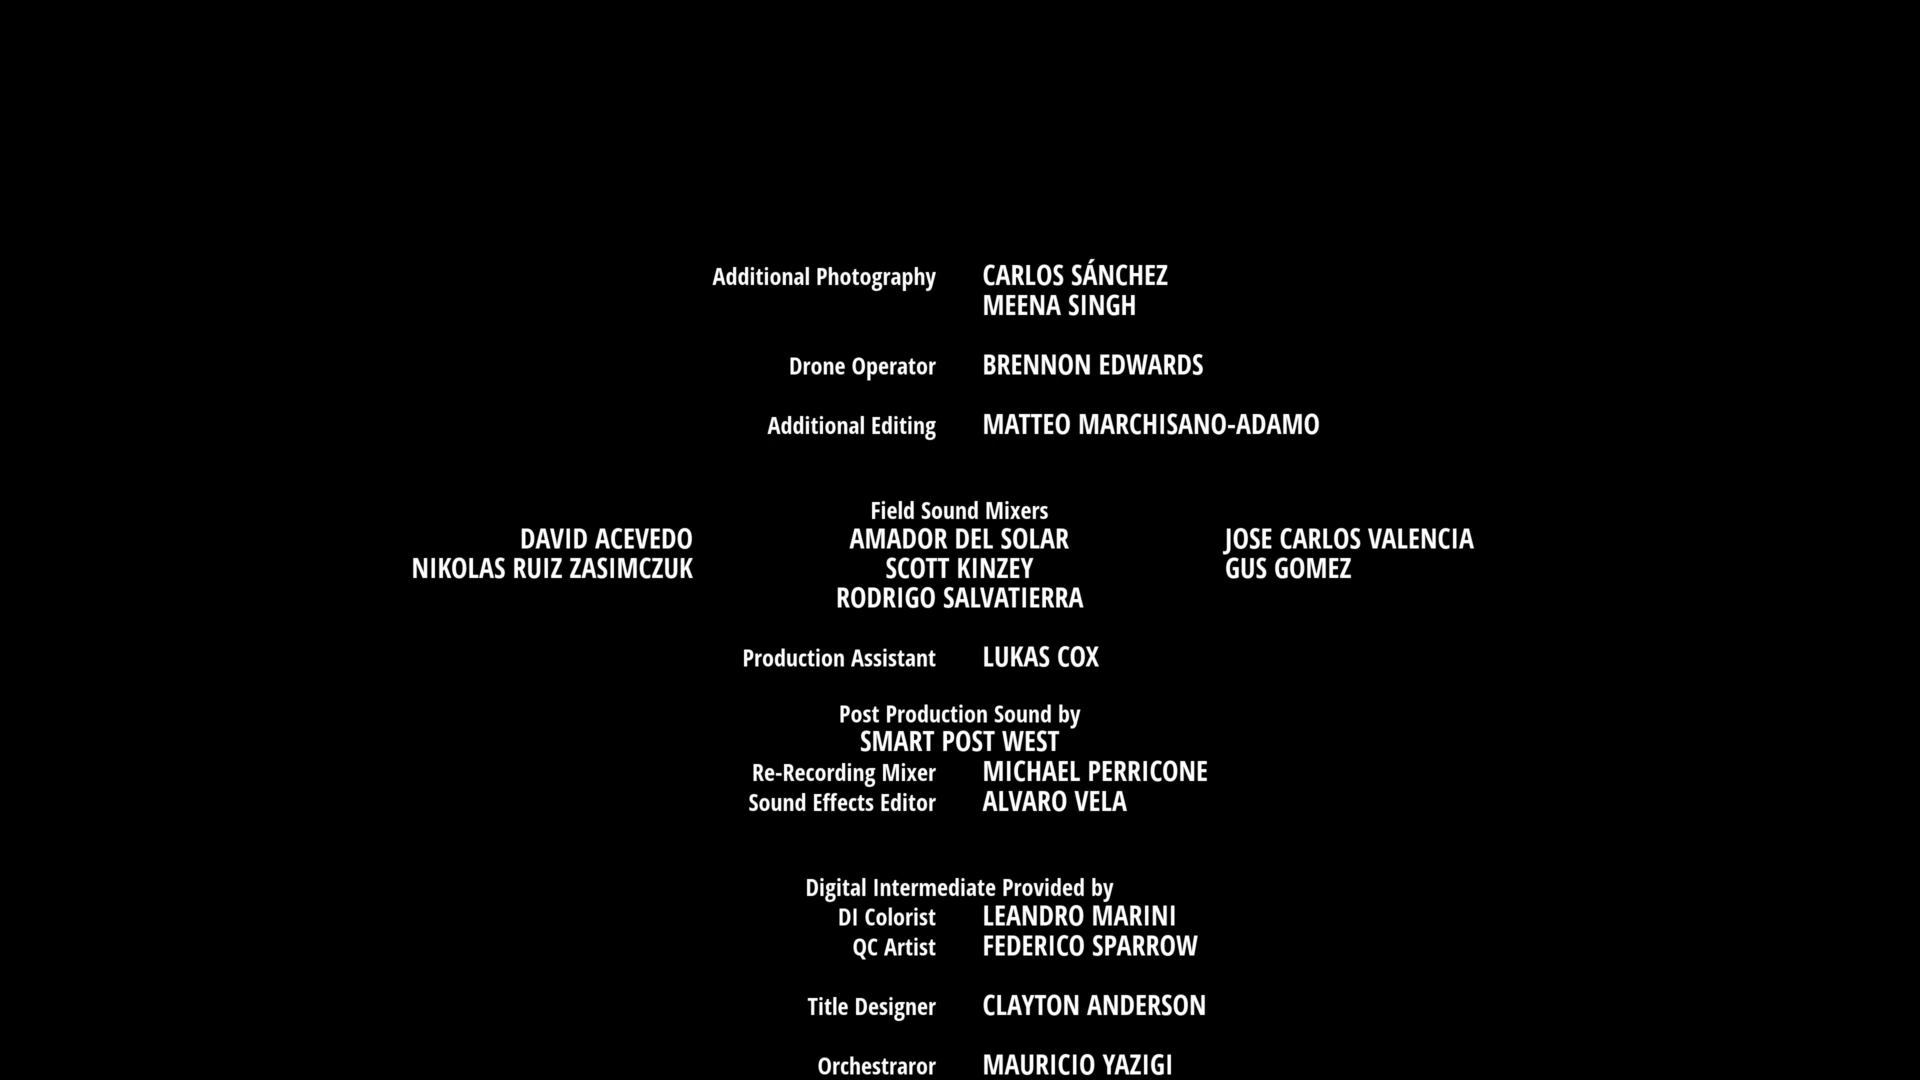 Additional Photography CARLOS SÁNCHEZ
MEENA SINGH
Drone Operator BRENNON EDWARDS
Additional Editing MATTEO MARCHISANO-ADAMO
Field Sound Mixers
DAVID ACEVEDO AMADOR DEL SOLAR JOSE CARLOS VALENCIA
NIKOLAS RUIZ ZASIMCZUK SCOTT KINZEY GUS GOMEZ
RODRIGO SALVATIERRA
Production Assistant LUKAS COX
Post Production Sound by
SMART POST WEST
Re-Recording Mixer MICHAEL PERRICONE
Sound Effects Editor ALVARO VELA
Digital Intermediate Provided by
DI Colorist LEANDRO MARINI
QC Artist FEDERICO SPARROW
Title Designer CLAYTON ANDERSON
Orchestraror MAURICIO YAZIGI